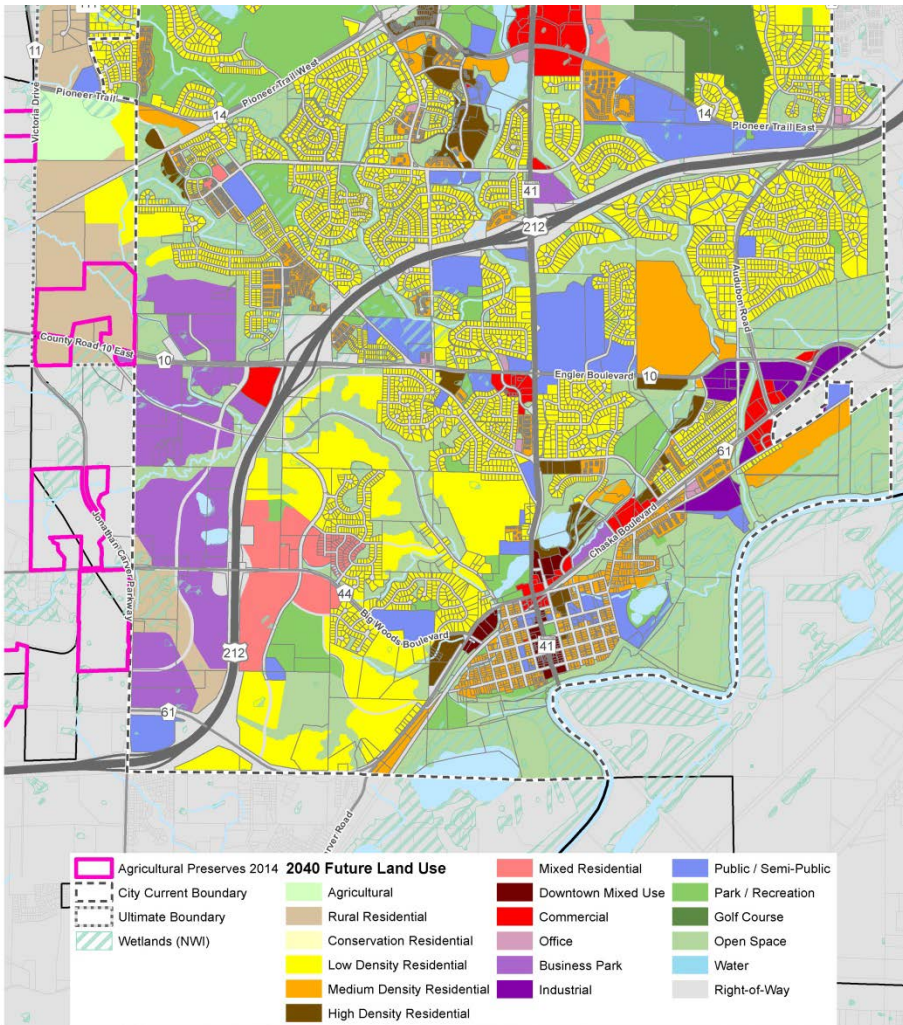 11
Victoria Drive
Pioneer Trail
Pioneer Trail West
14
14
Pioneer Trail East
41
212
Audubon Road
County Road 10 East
10
Engler Boulevard
10
61
Jonathan Carver Parkway
Chaska Boulevard
44
Big Woods Boulevard
212
41
61
Carver Road
Agricultural Preserves 2014
City Current Boundary
Ultimate Boundary
Wetlands (NWI)
2040 Future Land Use
Agricultural
Rural Residential
Conservation Residential
Low Density Residential
Medium Density Residential
High Density Residential
Mixed Residential
Downtown Mixed Use
Commercial
Office
Business Park
Industrial
Public / Semi-Public
Park / Recreation
Golf Course
Open Space
Water
Right-of-Way